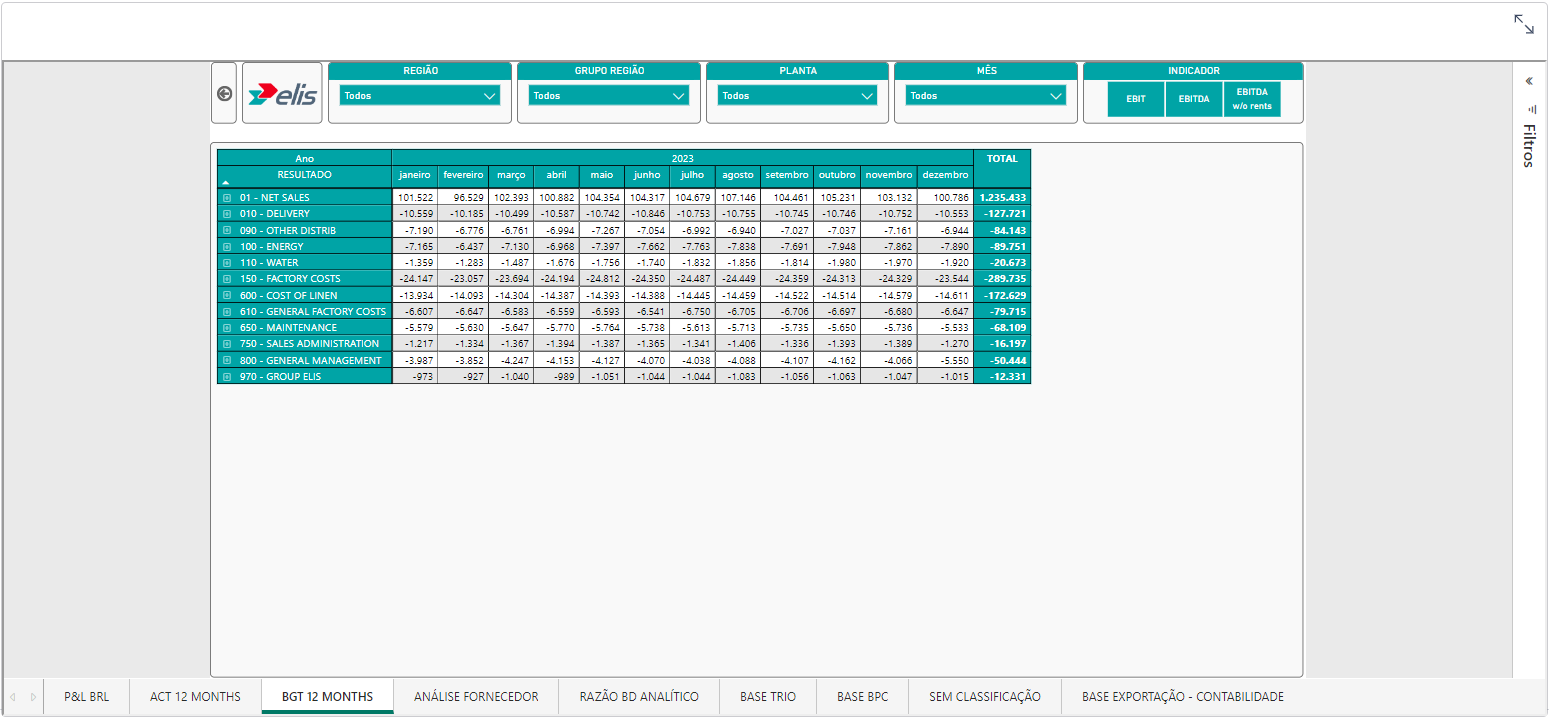 REGIÃO GRUPO REGIÃO PLANTA MÊS INDICADOR
elis Todos Todos Todos Todos EBIT EBITDA EBITDA w/o rents
« Filtros
Ano 2023 TOTAL
RESULTADO janeiro fevereiro março abril maio junho julho agosto setembro outubro novembro dezembro
01 - NET SALES 101.522 96.529 102.393 100.882 104.354 104.317 104.679 107.146 104.461 105.231 103.132 100.786 1.235.433
010 - DELIVERY -10.559 -10.185 -10.499 -10.587 -10.742 -10.846 -10.753 -10.755 -10.745 -10.746 -10.752 -10.553 -127.721
090 - OTHER DISTRIB -7.190 -6.776 -6.761 -6.994 -7.267 -7.054 -6.992 -6.940 -7.027 -7.037 -7.161 -6.944 -84.143
100 - ENERGY -7.165 -6.437 -7.130 -6.968 -7.397 -7.662 -7.763 -7.838 -7.691 -7.948 -7.862 -7.890 -89.751
110 - WATER -1.359 -1.283 -1.487 -1.676 -1.756 -1.740 -1.832 -1.856 -1.814 -1.980 -1.970 -1.920 -20.673
150 - FACTORY COSTS -24.147 -23.057 -23.694 -24.194 -24.812 -24.350 -24.487 -24.449 -24.359 -24.313 -24.329 -23.544 -289.735
600 - COST OF LINEN -13.934 -14.093 -14.304 -14.387 -14.393 -14.388 -14.445 -14.459 -14.522 -14.514 -14.579 -14.611 -172.629
610 - GENERAL FACTORY COSTS -6.607 -6.647 -6.583 -6.559 -6.593 -6.541 -6.750 -6.705 -6.706 -6.697 -6.680 -6.647 -79.715
650 - MAINTENANCE -5.579 -5.630 -5.647 -5.770 -5.764 -5.738 -5.613 -5.713 -5.735 -5.650 -5.736 -5.533 -68.109
750 - SALES ADMINISTRATION -1.217 -1.334 -1.367 -1.394 -1.387 -1.365 -1.341 -1.406 -1.336 -1.393 -1.389 -1.270 -16.197
800 - GENERAL MANAGEMENT -3.987 -3.852 -4.247 -4.153 -4.127 -4.070 -4.038 -4.088 -4.107 -4.162 -4.066 -5.550 -50.444
970 - GROUP ELIS -973 -927 -1.040 -989 -1.051 -1.044 -1.044 -1.083 -1.056 -1.063 -1.047 -1.015 -12.331
P&L BRL ACT 12 MONTHS BGT 12 MONTHS ANÁLISE FORNECEDOR RAZÃO BD ANALÍTICO BASE TRIO BASE BPC SEM CLASSIFICAÇÃO BASE EXPORTAÇÃO - CONTABILIDADE